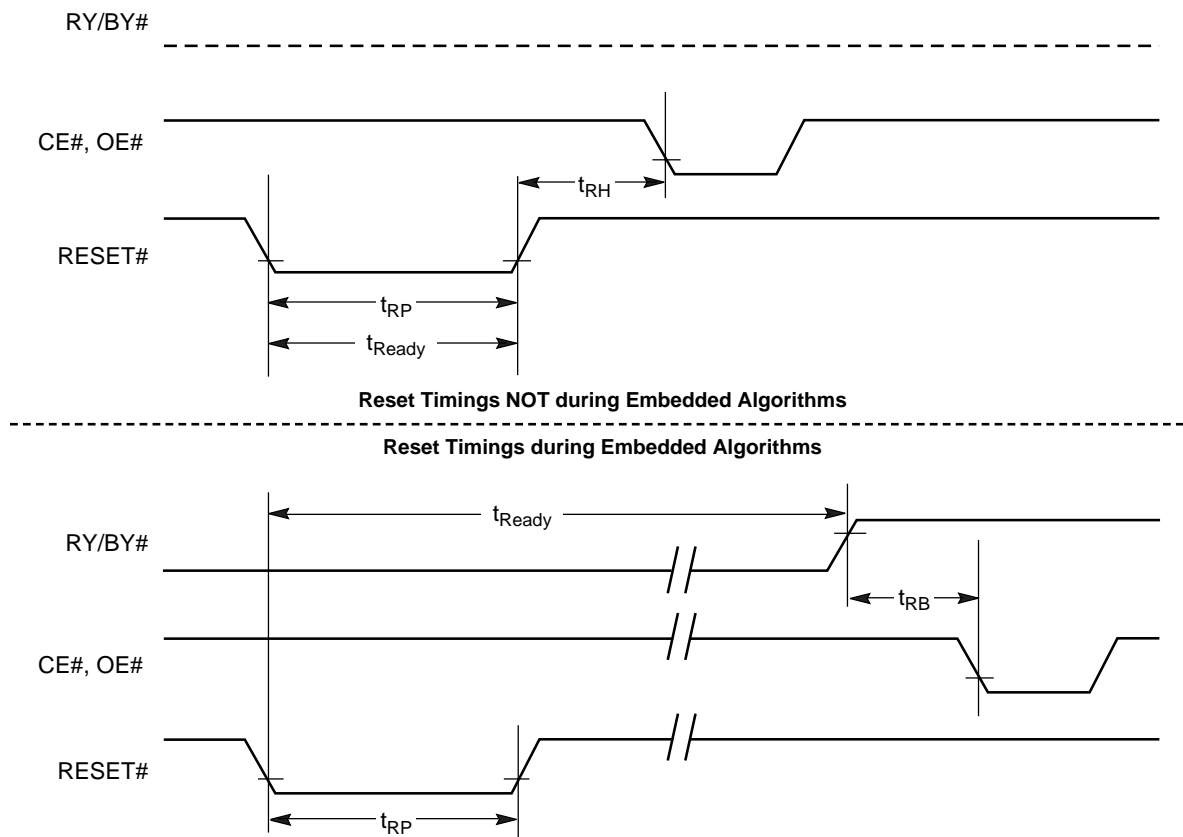 RY/BY#
CE#, OE#
tRH
RESET#
tRP
tReady
Reset Timings NOT during Embedded Algorithms
Reset Timings during Embedded Algorithms
tReady
RY/BY#
tRB
CE#, OE#
RESET#
tRP